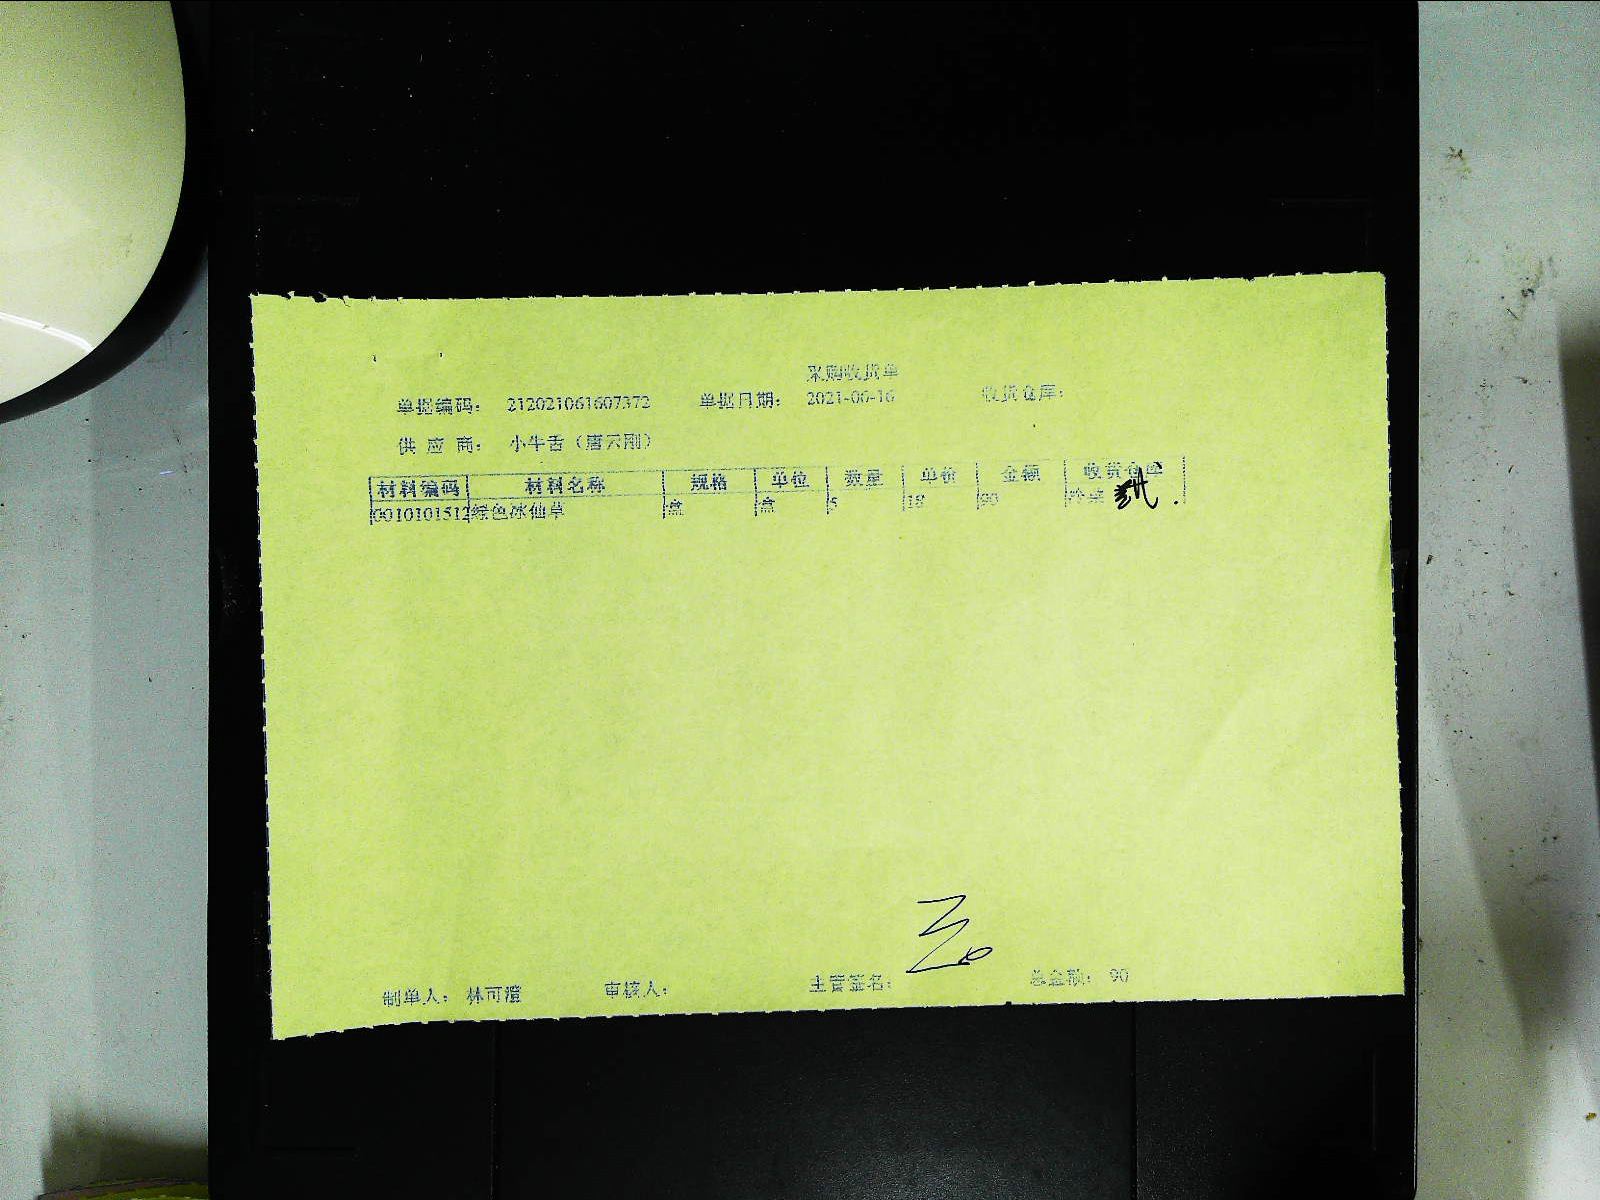 采购收货单
单据编码： 212021061607372 单据日期： 2021-06-16 收货仓库：
供 应 商： 小牛舌（唐云刚）
材料编码 材料名称 规格 单位 数量 单价 金额 收货仓库
0010101512 绿色冰仙草 盒 盒 5 18 90
制单人： 林可澄 审核人： 主管签名： 总金额： 90